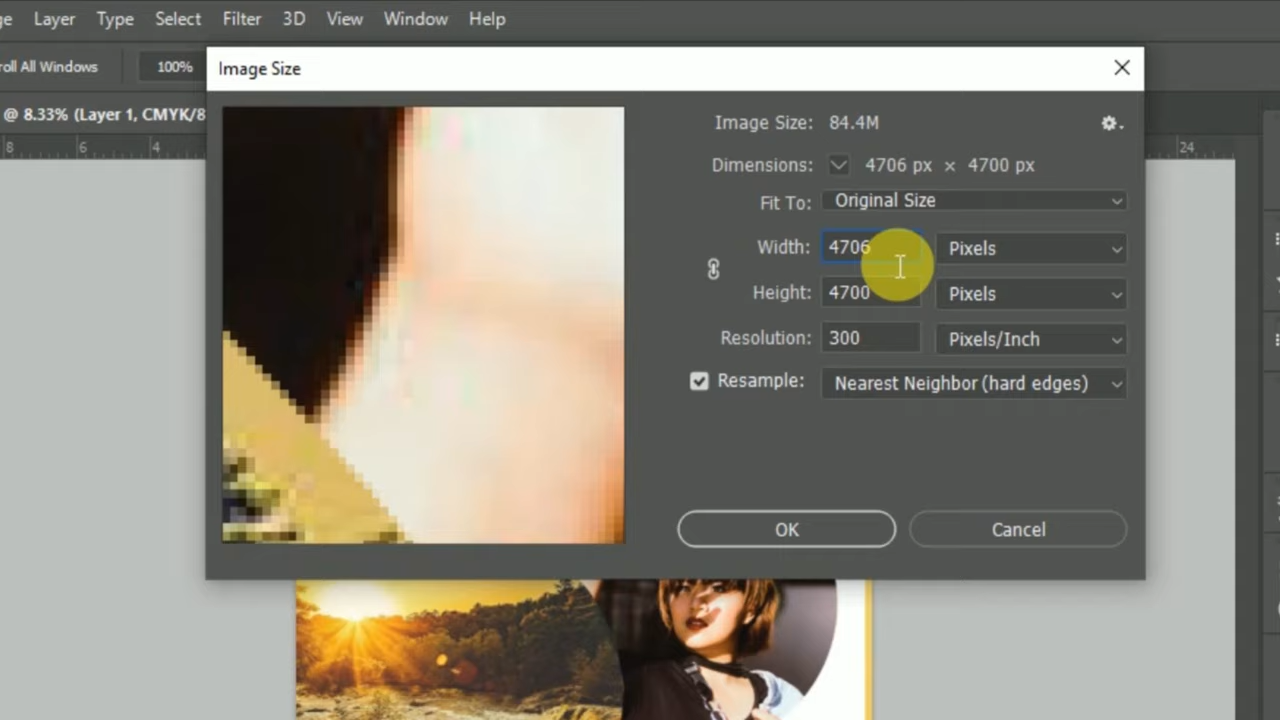 Layer Type Select Filter 3D View Window Help
roll All Windows 100%
@ 8.33% (Layer 1, CMYK/8
8 6 4 24
Image Size
Image Size: 84.4M
Dimensions: 4706 px × 4700 px
Fit To: Original Size
Width: 4706 Pixels
Height: 4700 Pixels
Resolution: 300 Pixels/Inch
Resample: Nearest Neighbor (hard edges)
OK Cancel